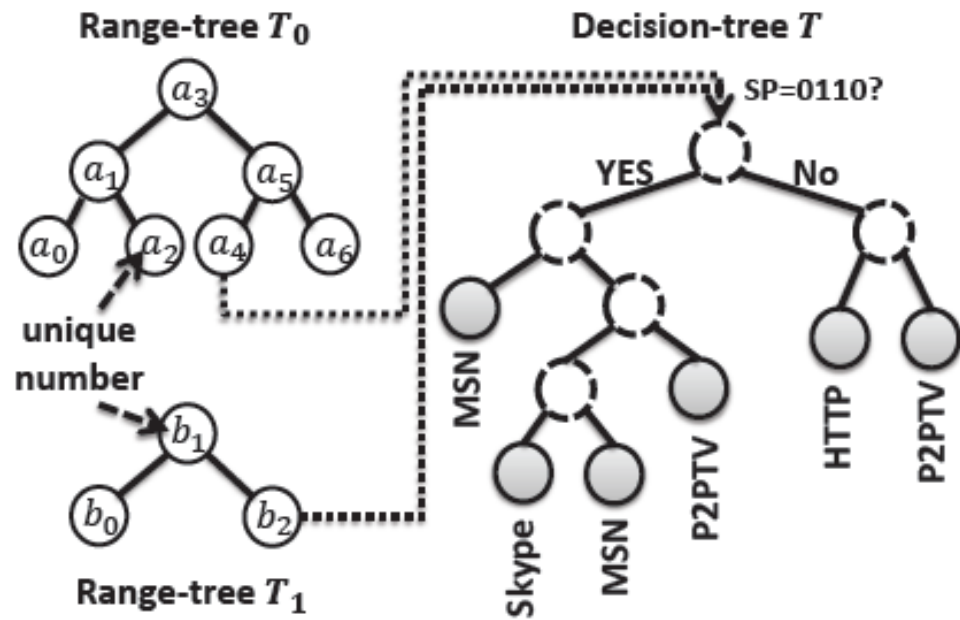 Range-tree T₀
Decision-tree T
a₃
SP=0110?
a₁
a₅
YES
No
a₀
a₂
a₄
a₆
unique
number
MSN
HTTP
P2PTV
b₁
P2PTV
b₀
b₂
Skype
MSN
Range-tree T₁